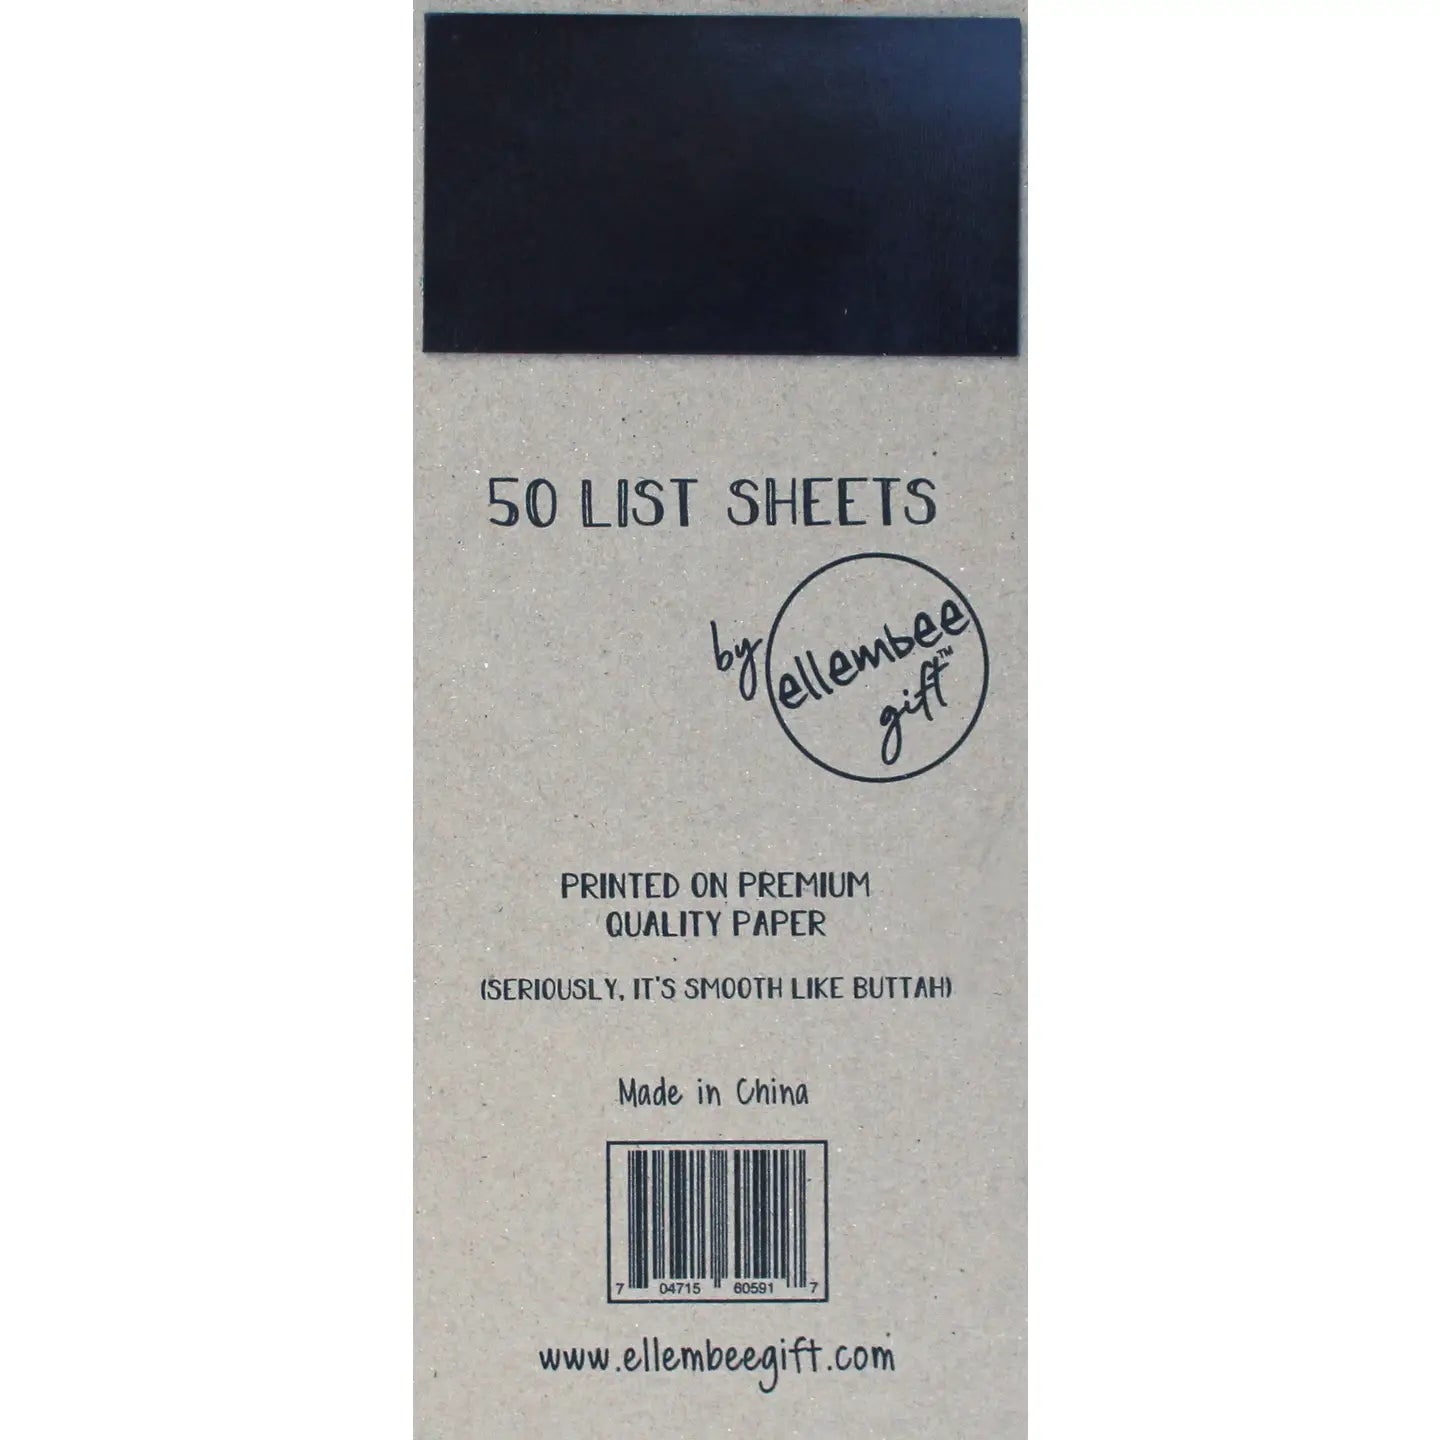 50 LIST SHEETS
by ellembee
gift™
PRINTED ON PREMIUM
QUALITY PAPER
(SERIOUSLY, IT'S SMOOTH LIKE BUTTAH)
Made in China
7 04715 60591 7
www.ellembeegift.com